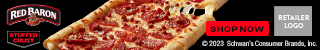 RED BARON
STUFFED
CRUST
SHOP NOW
RETAILER
LOGO
© 2023 Schwan's Consumer Brands, Inc.